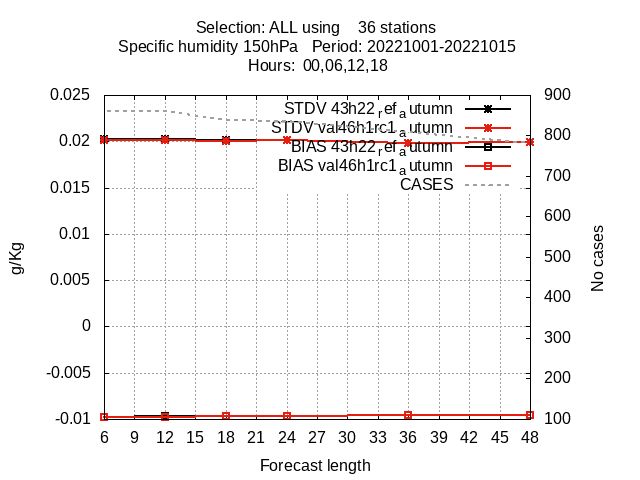 Selection: ALL using 36 stations
Specific humidity 150hPa Period: 20221001-20221015
Hours: 00,06,12,18
0.025
0.02
0.015
0.01
0.005
0
-0.005
-0.01
g/Kg
STDV 43h22_ref_autumn
STDV val46h1rc1_autumn
BIAS 43h22_ref_autumn
BIAS val46h1rc1_autumn
CASES
900
800
700
600
500
400
300
200
100
No cases
6 9 12 15 18 21 24 27 30 33 36 39 42 45 48
Forecast length